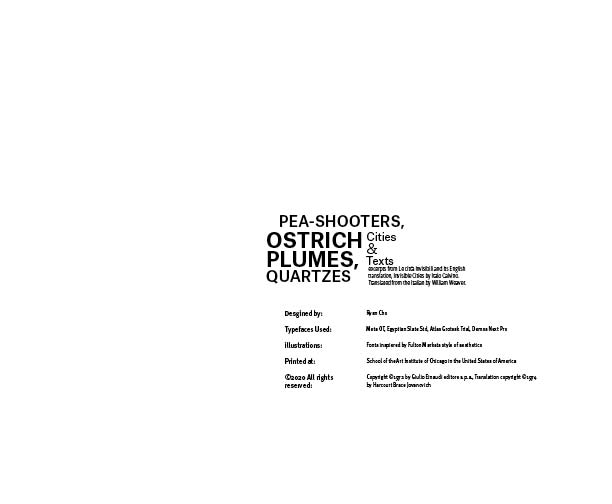 PEA-SHOOTERS,
OSTRICH
PLUMES,
QUARTZES
Cities
&
Texts
excerpts from Le città Invisibili and its English
translation, Invisible Cities by Italo Calvino.
Translated from the Italian by William Weaver.
Desgined by: Ryan Cho
Typefaces Used: Meta OT, Egyptian Slate Std, Atlas Grotesk Trial, Demos Next Pro
Illustrations: Fonts inspiered by Fulton Markets style of aesthetics
Printed at: School of the Art Institute of Chicago in the United States of America
©2020 All rights reserved: Copyright ©1972 by Giulio Einaudi editore s.p.a., Translation copyright ©1974
by Harcourt Brace Jovanovich